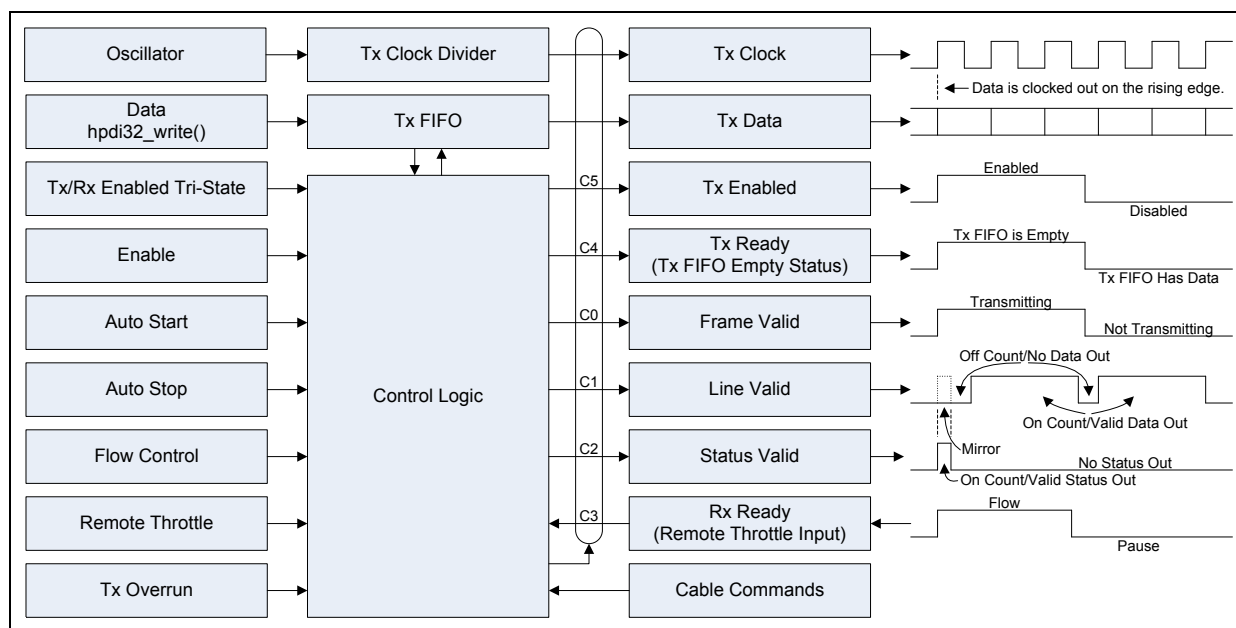 Oscillator
Tx Clock Divider
Tx Clock
Data is clocked out on the rising edge.
Data
hpdi32_write()
Tx FIFO
Tx Data
Tx/Rx Enabled Tri-State
C5
Tx Enabled
Enabled
Disabled
Enable
C4
Tx Ready
(Tx FIFO Empty Status)
Tx FIFO is Empty
Tx FIFO Has Data
Auto Start
C0
Frame Valid
Transmitting
Not Transmitting
Auto Stop
Control Logic
C1
Line Valid
Off Count/No Data Out
On Count/Valid Data Out
Mirror
Flow Control
C2
Status Valid
No Status Out
On Count/Valid Status Out
Remote Throttle
C3
Rx Ready
(Remote Throttle Input)
Flow
Pause
Tx Overrun
Cable Commands